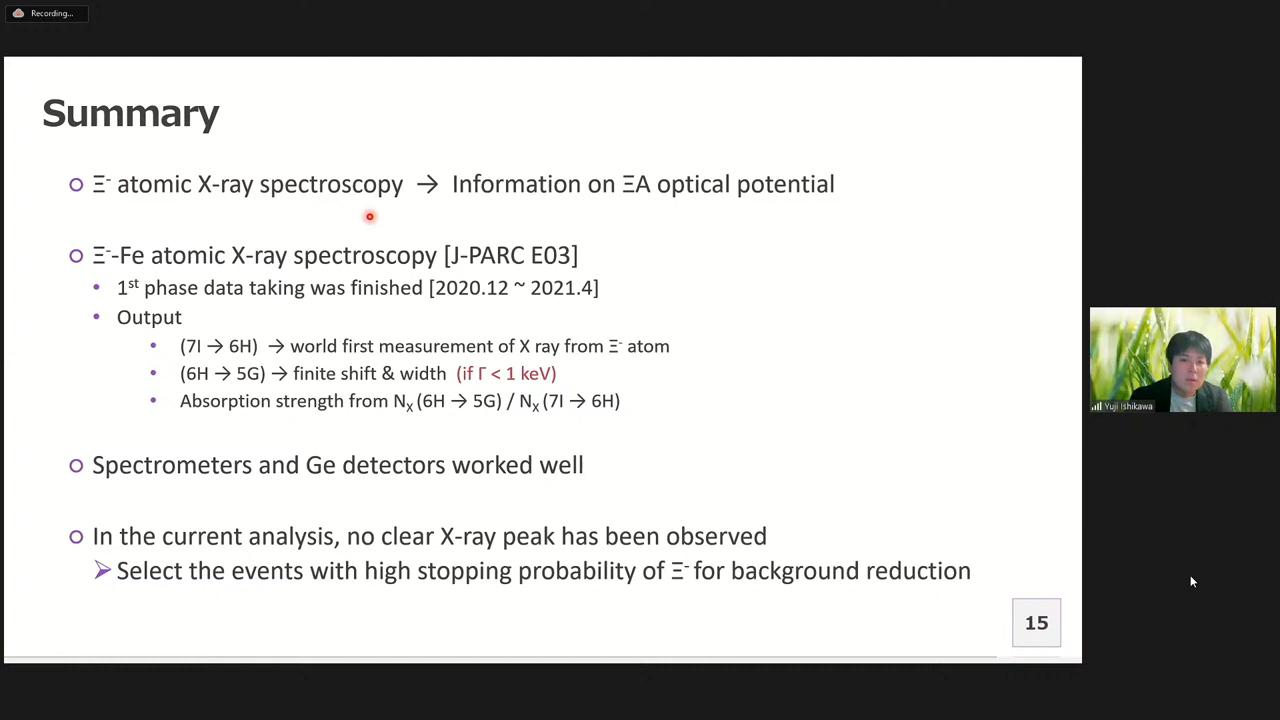 Recording...
Summary
Ξ⁻ atomic X-ray spectroscopy → Information on ΞA optical potential
Ξ⁻-Fe atomic X-ray spectroscopy [J-PARC E03]
1st phase data taking was finished [2020.12 ~ 2021.4]
Output
(7I → 6H) → world first measurement of X ray from Ξ⁻ atom
(6H → 5G) → finite shift & width (if Γ < 1 keV)
Absorption strength from Nx (6H → 5G) / Nx (7I → 6H)
Yuji Ishikawa
Spectrometers and Ge detectors worked well
In the current analysis, no clear X-ray peak has been observed
Select the events with high stopping probability of Ξ⁻ for background reduction
15